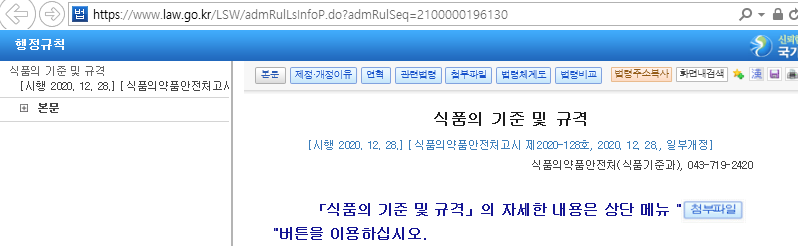 법 https://www.law.go.kr/LSW/admRulLsInfoP.do?admRulSeq=2100000196130
행정규칙
국가
식품의 기준 및 규격
[시행 2020. 12. 28.] [식품의약품안전처고시
본문
본문 제정·개정이유 연혁 관련법령 첨부파일 법령체계도 법령비교 법령주소복사 화면내검색
식품의 기준 및 규격
[시행 2020. 12. 28.] [식품의약품안전처고시 제2020-128호, 2020. 12. 28., 일부개정]
식품의약품안전처(식품기준과), 043-719-2420
「식품의 기준 및 규격」의 자세한 내용은 상단 메뉴 "첨부파일
"버튼을 이용하십시오.